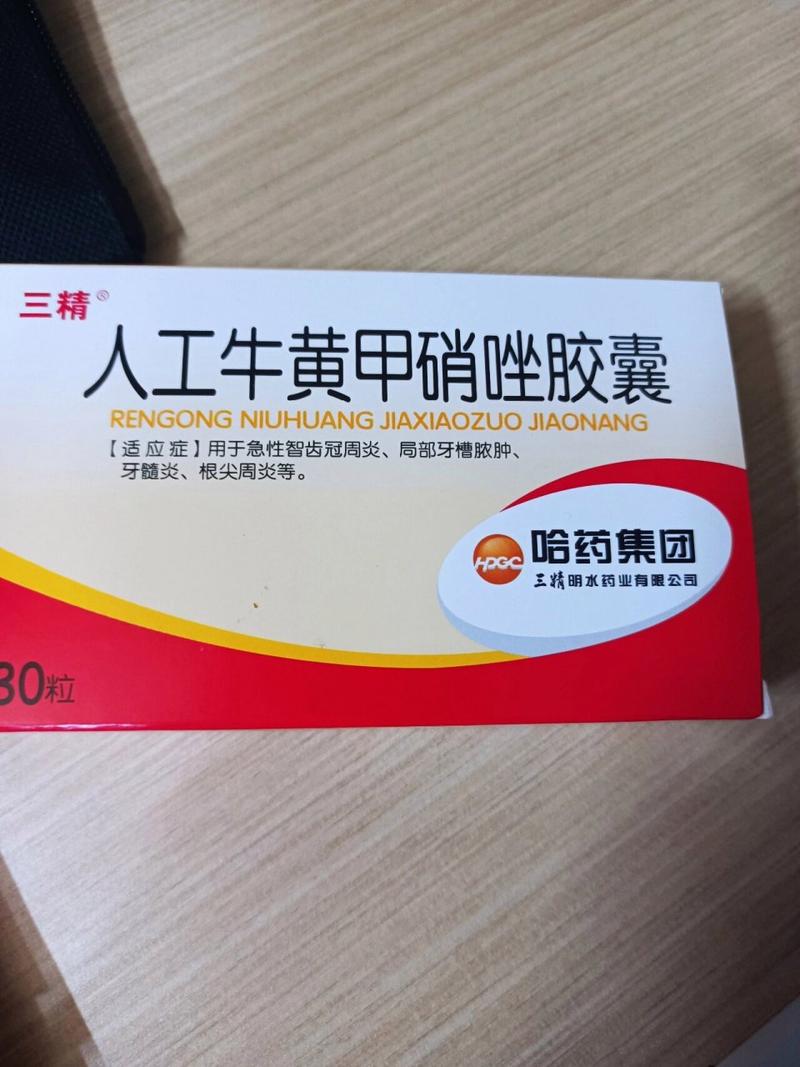 三精®
人工牛黄甲硝唑胶囊
RENGONG NIUHUANG JIAXIAOZUO JIAONANG
【适应症】用于急性智齿冠周炎、局部牙槽脓肿、
牙髓炎、根尖周炎等。
HPGC
哈药集团
三精明水药业有限公司
30粒